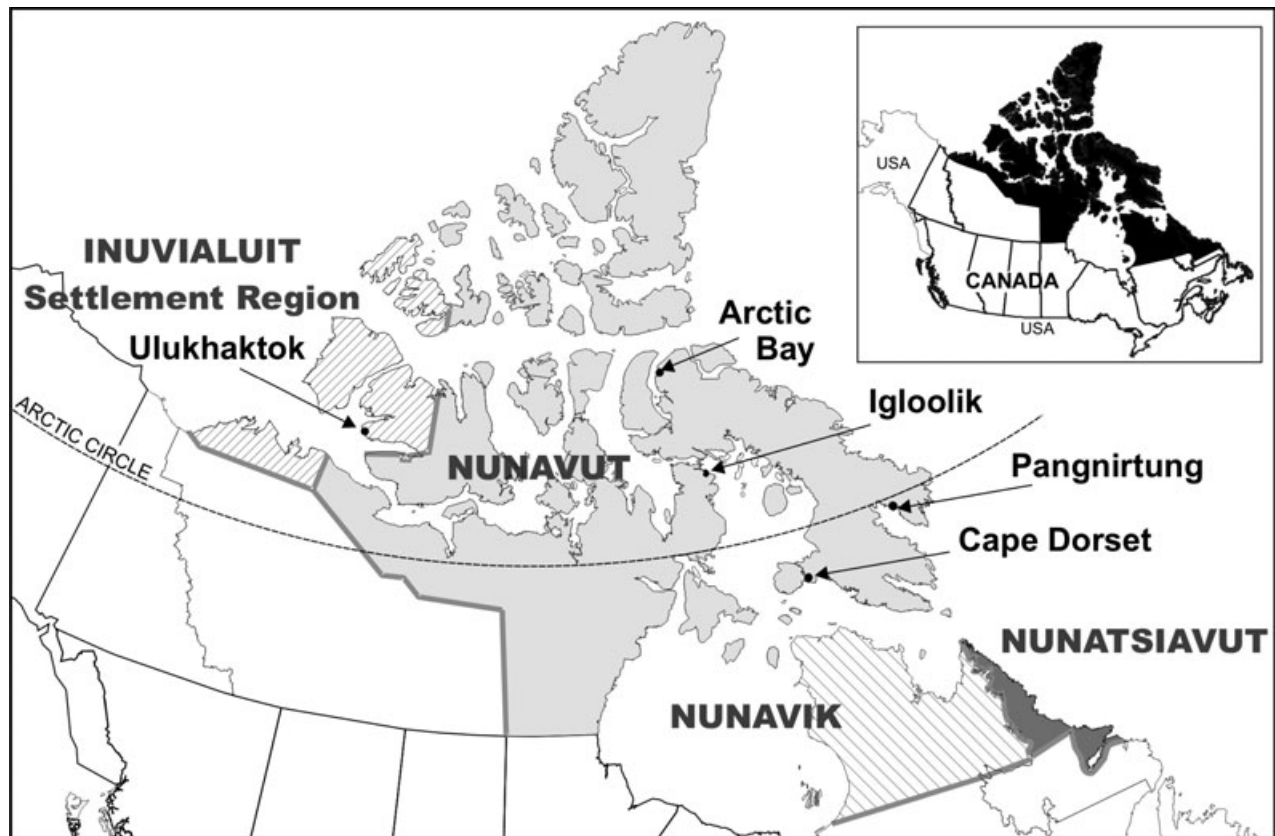 USA
CANADA
USA
INUVIALUIT
Settlement Region
Ulukhaktok
Arctic
Bay
Igloolik
ARCTIC CIRCLE
NUNAVUT
Pangnirtung
Cape Dorset
NUNATSIAVUT
NUNAVIK